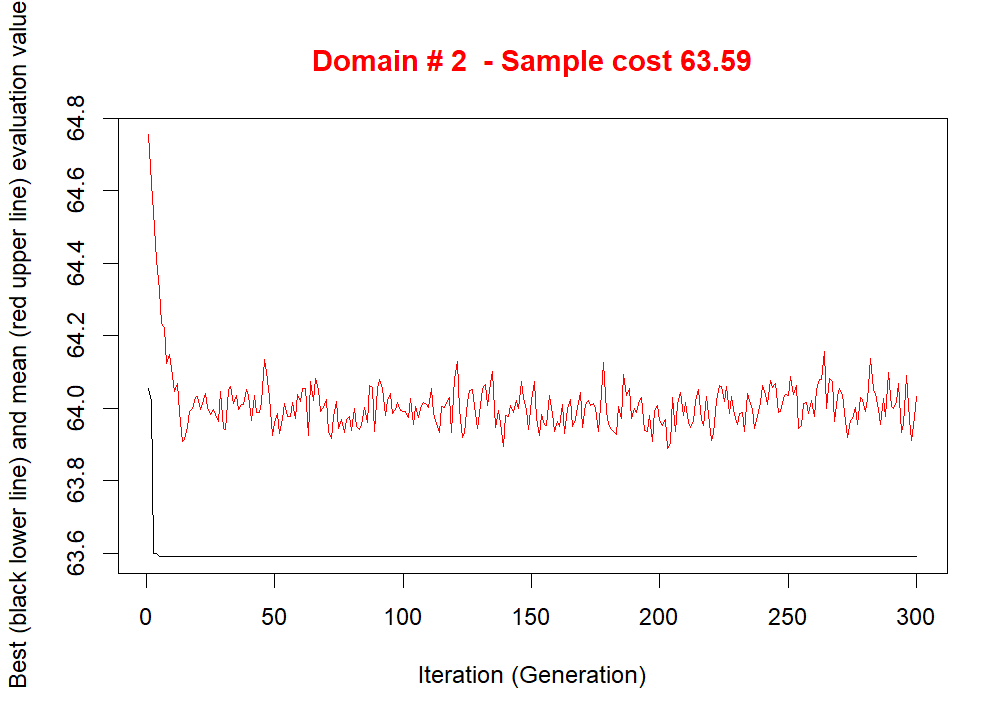 Domain # 2 - Sample cost 63.59
Best (black lower line) and mean (red upper line) evaluation value
64.8
64.6
64.4
64.2
64.0
63.8
63.6
0 50 100 150 200 250 300
Iteration (Generation)